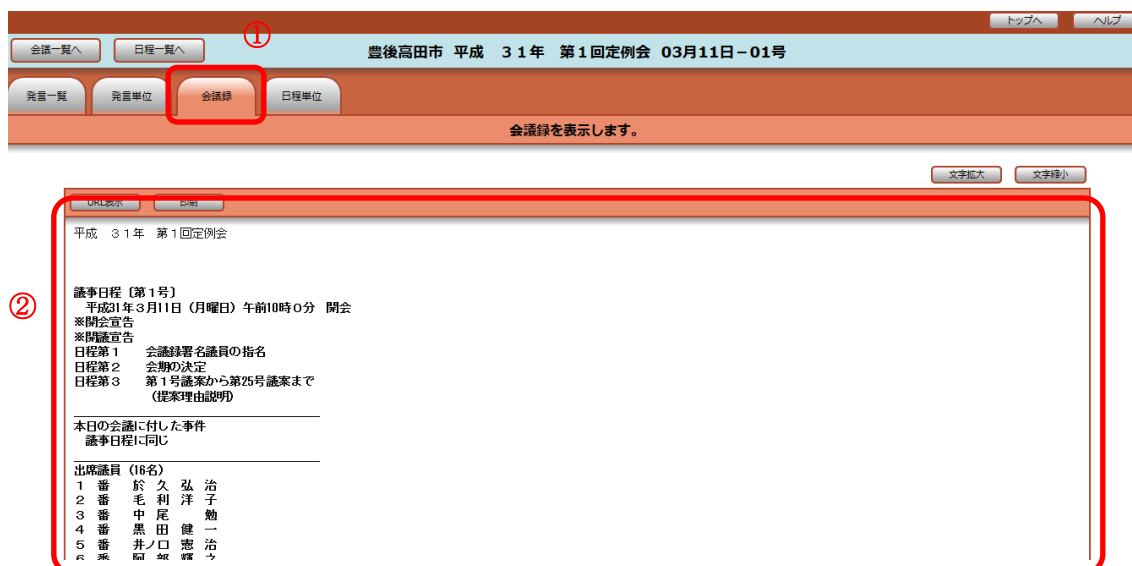 トップへ ヘルプ
①
会議一覧へ 日程一覧へ 豊後高田市 平成 ３１年 第１回定例会 03月11日－01号
発言一覧 発言単位 会議録 日程単位
会議録を表示します。
文字拡大 文字縮小
URL表示 印刷
平成 ３１年 第１回定例会
②
議事日程〔第１号〕
平成31年３月11日（月曜日）午前10時０分 開会
※開会宣告
※開議宣告
日程第１ 会議録署名議員の指名
日程第２ 会期の決定
日程第３ 第１号議案から第25号議案まで
（提案理由説明）
本日の会議に付した事件
議事日程に同じ
出席議員（16名）
１ 番 於 久 弘 治
２ 番 毛 利 洋 子
３ 番 中 尾 勉
４ 番 黒 田 健 一
５ 番 井ノ口 憲 治
６ 番 阿 部 輝 之